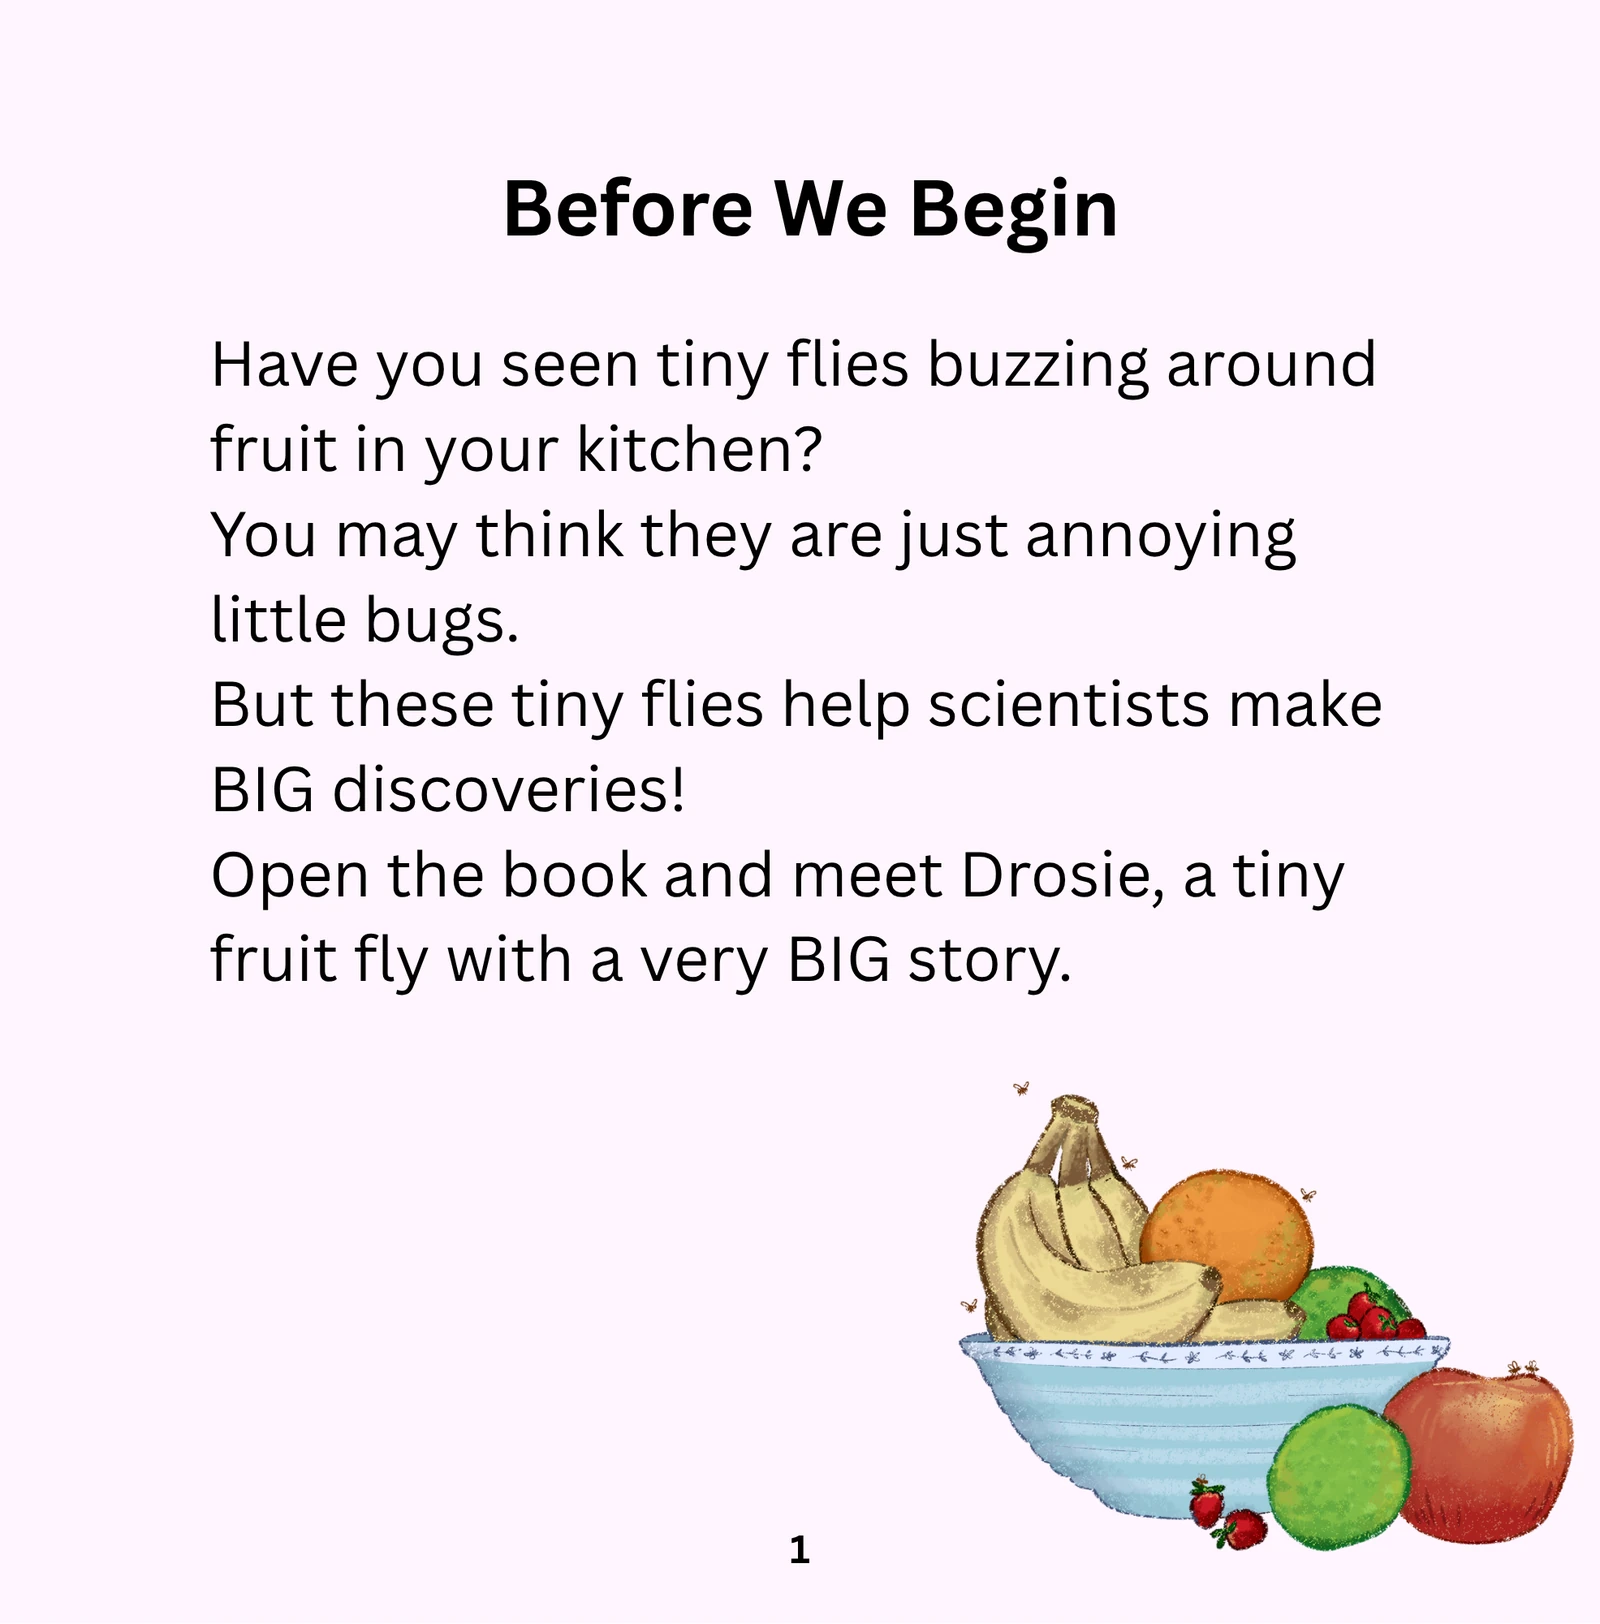 Before We Begin
Have you seen tiny flies buzzing around
fruit in your kitchen?
You may think they are just annoying
little bugs.
But these tiny flies help scientists make
BIG discoveries!
Open the book and meet Drosie, a tiny
fruit fly with a very BIG story.
1